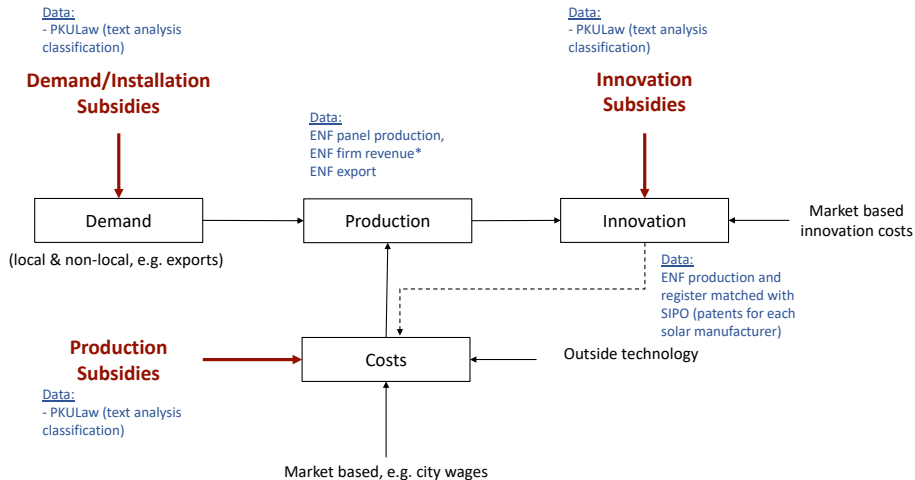 Data:
- PKULaw (text analysis
classification)
Demand/Installation
Subsidies
Data:
- PKULaw (text analysis
classification)
Innovation
Subsidies
Data:
ENF panel production,
ENF firm revenue*
ENF export
Demand
Production
Innovation
Market based
innovation costs
(local & non-local, e.g. exports)
Data:
ENF production and
register matched with
SIPO (patents for each
solar manufacturer)
Production
Subsidies
Costs
Outside technology
Data:
- PKULaw (text analysis
classification)
Market based, e.g. city wages